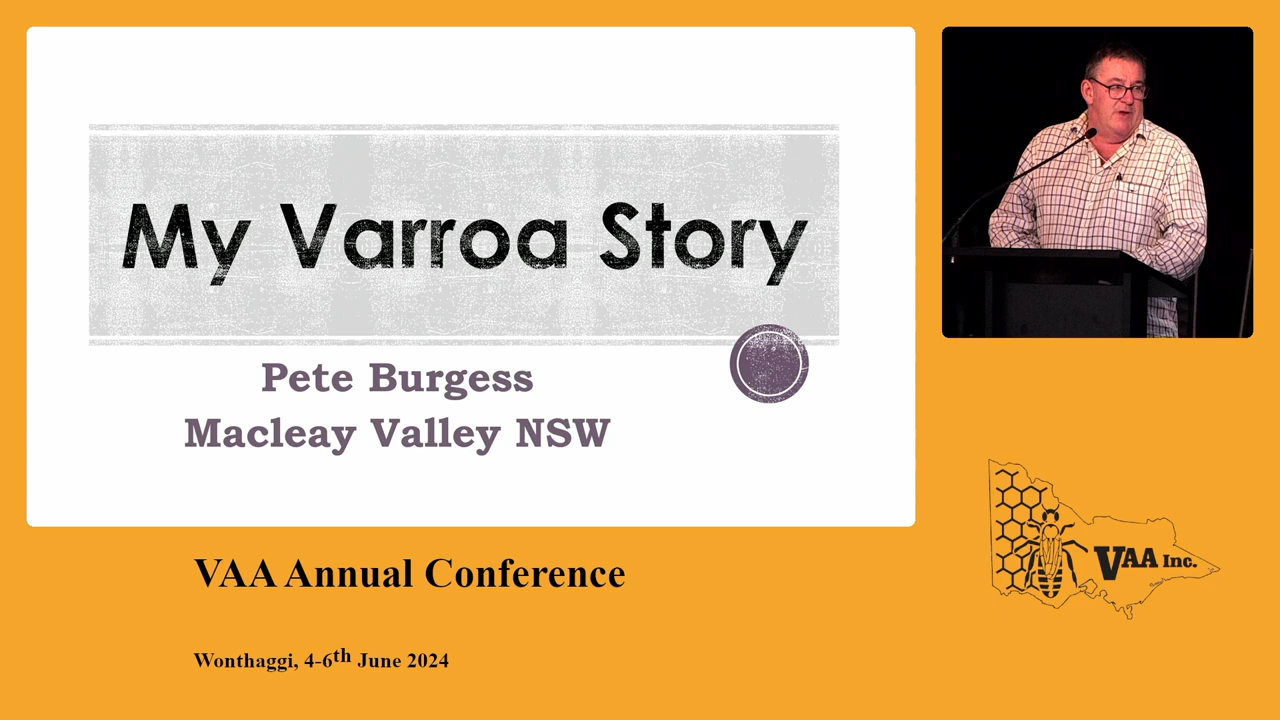 My Varroa Story
Pete Burgess
Macleay Valley NSW
VAA Annual Conference
Wonthaggi, 4-6th June 2024
VAA Inc.